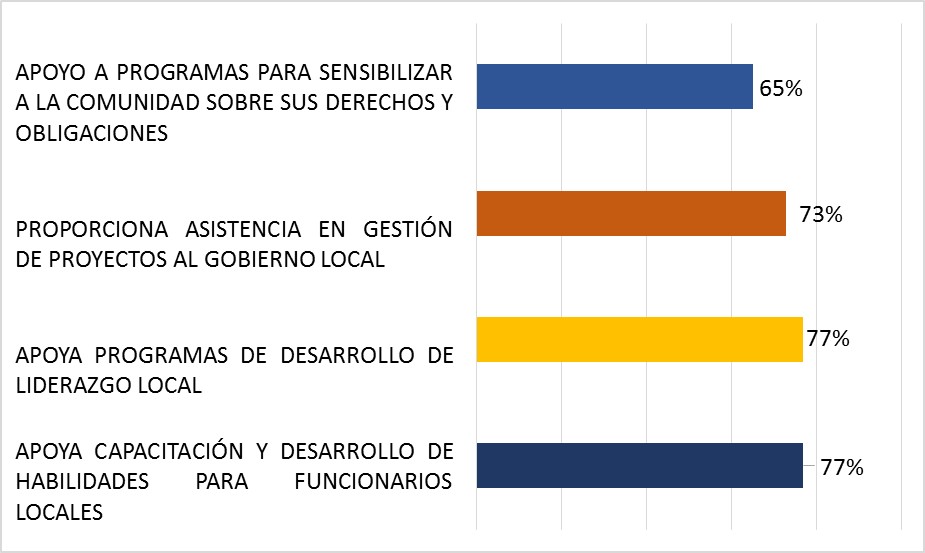 APOYO A PROGRAMAS PARA SENSIBILIZAR
A LA COMUNIDAD SOBRE SUS DERECHOS Y
OBLIGACIONES
65%
PROPORCIONA ASISTENCIA EN GESTIÓN
DE PROYECTOS AL GOBIERNO LOCAL
73%
APOYA PROGRAMAS DE DESARROLLO DE
LIDERAZGO LOCAL
77%
APOYA CAPACITACIÓN Y DESARROLLO DE
HABILIDADES PARA FUNCIONARIOS
LOCALES
77%